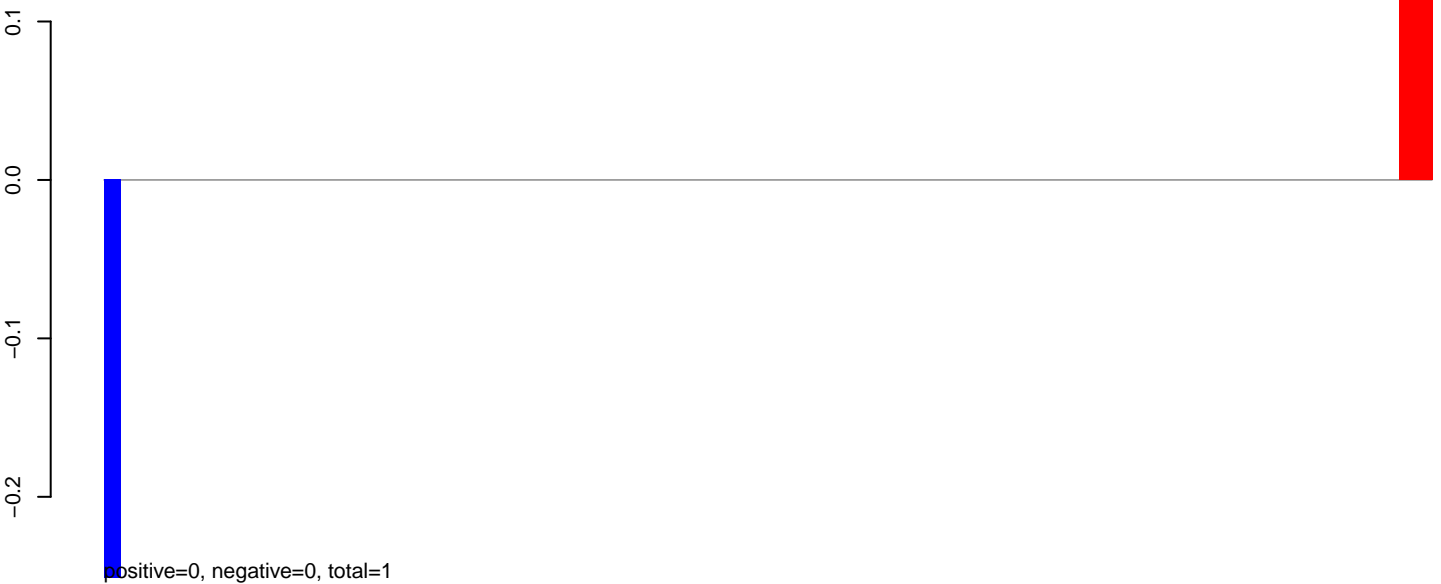 0.1
0.0
−0.1
−0.2
positive=0, negative=0, total=1